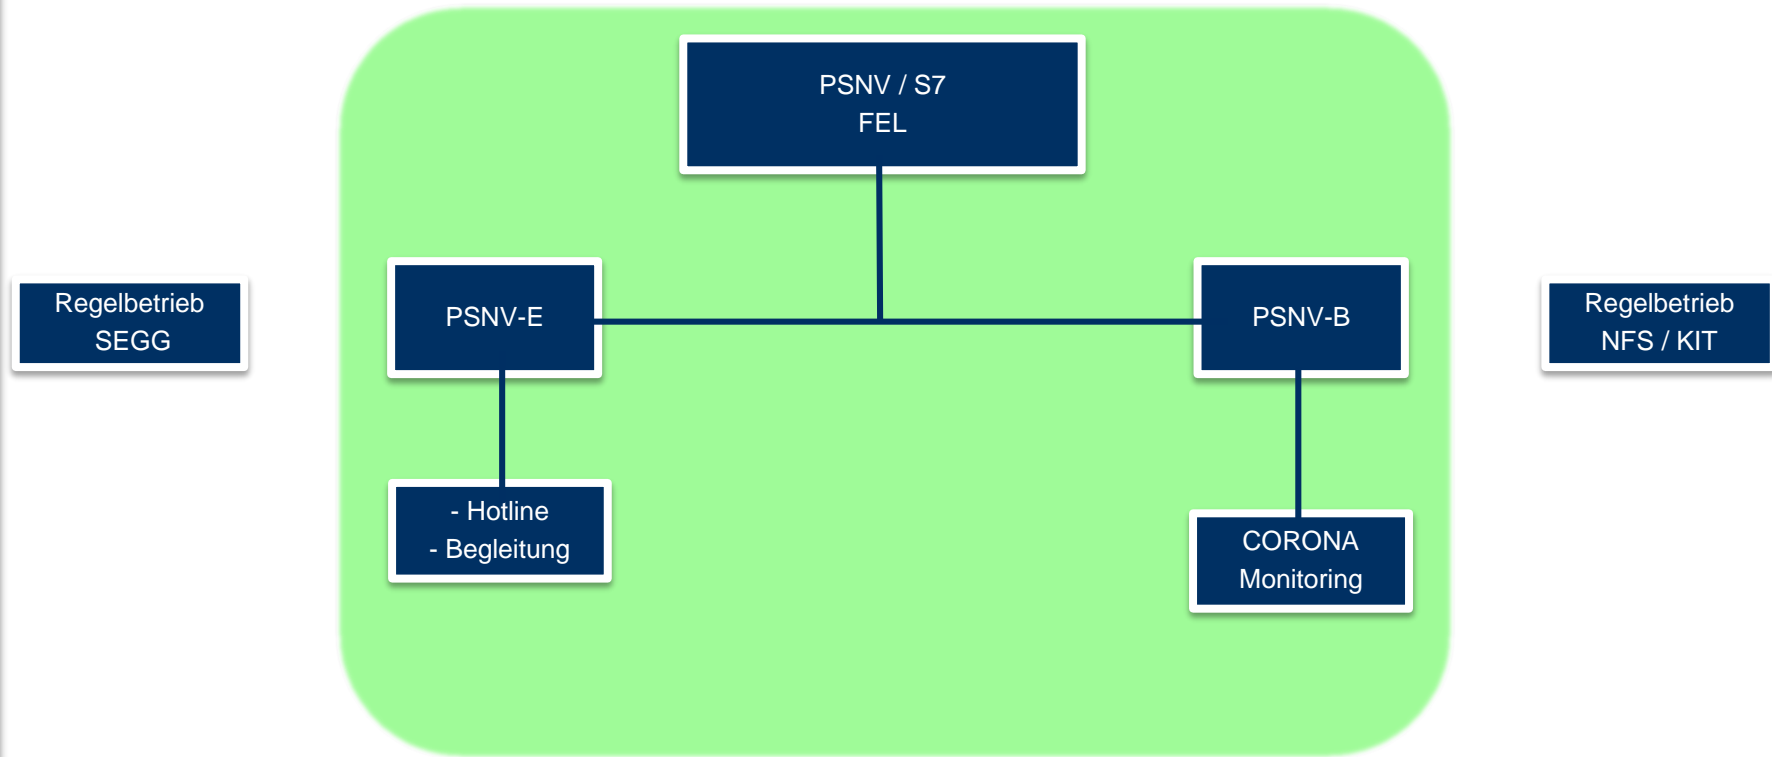 PSNV / S7
FEL
Regelbetrieb
SEGG
PSNV-E
PSNV-B
Regelbetrieb
NFS / KIT
- Hotline
- Begleitung
CORONA
Monitoring